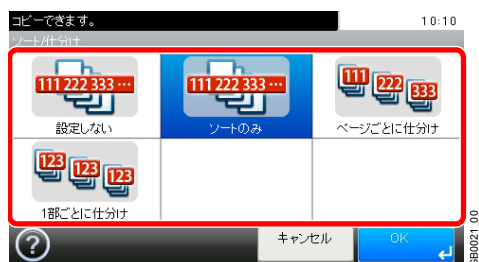 コピーできます。 10:10
ソート/仕分け
111 222 333 … 111 222 333 … 111 222 333
設定しない ソートのみ ページごとに仕分け
123 123 123
1部ごとに仕分け
? キャンセル OK
GB0021_00